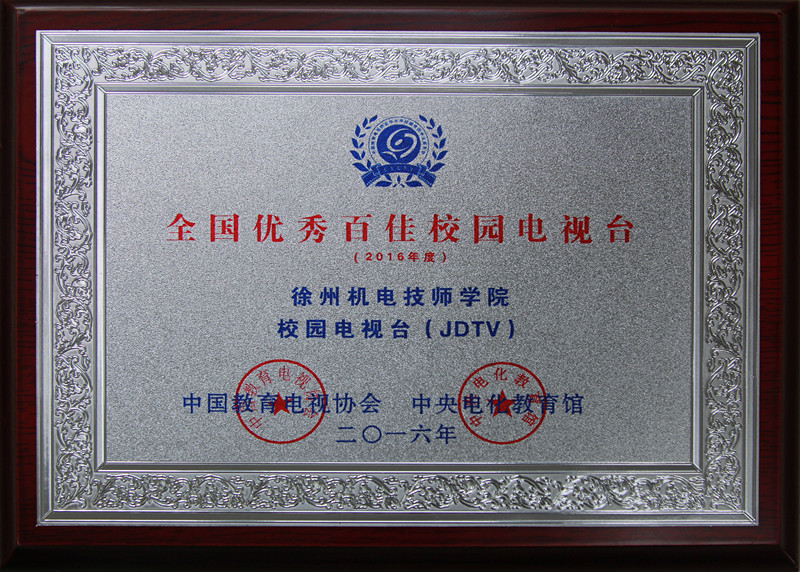 全国优秀百佳校园电视台
(2016年度)
徐州机电技师学院
校园电视台(JDTV)
中国教育电视协会 中央电化教育馆
二〇一六年